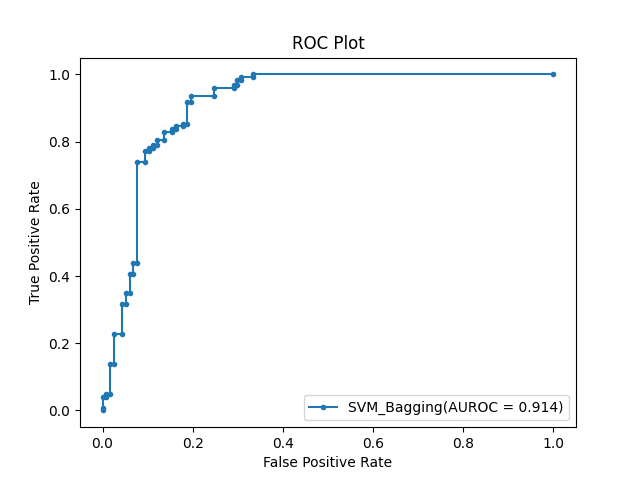 ROC Plot
1.0
0.8
0.6
0.4
0.2
0.0
True Positive Rate
SVM_Bagging(AUROC = 0.914)
0.0 0.2 0.4 0.6 0.8 1.0
False Positive Rate